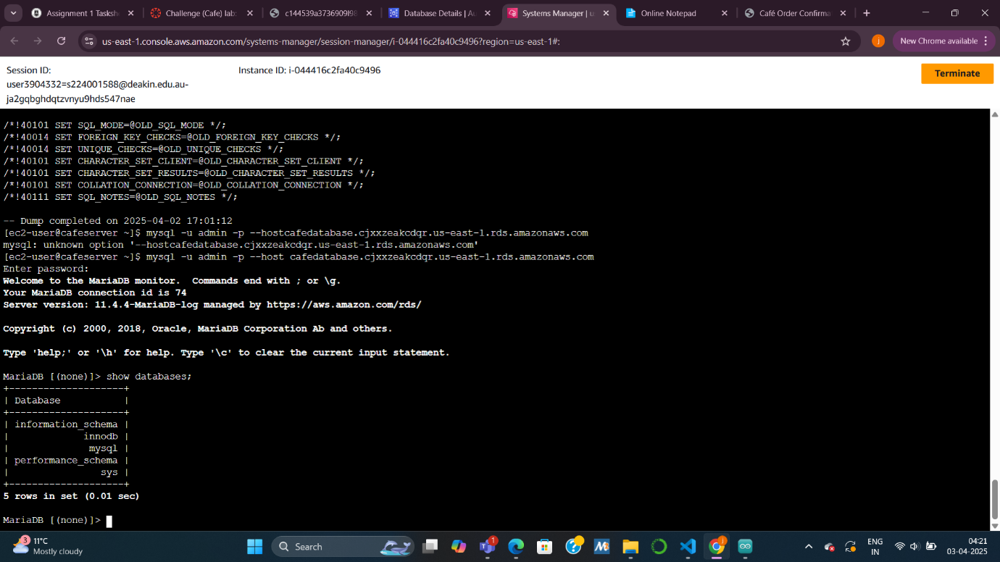 Assignment 1 Taskshe
Challenge (Cafe) lab:
c144539a3736909l98
Database Details | Au
Systems Manager | us
Online Notepad
Café Order Confirma
us-east-1.console.aws.amazon.com/systems-manager/session-manager/i-044416c2fa40c9496?region=us-east-1#:
j
New Chrome available
Session ID:
Instance ID: i-044416c2fa40c9496
Terminate
user3904332=s224001588@deakin.edu.au-
ja2gqbghdqtzvnyu9hds547nae
/*!40101 SET SQL_MODE=@OLD_SQL_MODE */;
/*!40014 SET FOREIGN_KEY_CHECKS=@OLD_FOREIGN_KEY_CHECKS */;
/*!40014 SET UNIQUE_CHECKS=@OLD_UNIQUE_CHECKS */;
/*!40101 SET CHARACTER_SET_CLIENT=@OLD_CHARACTER_SET_CLIENT */;
/*!40101 SET CHARACTER_SET_RESULTS=@OLD_CHARACTER_SET_RESULTS */;
/*!40101 SET COLLATION_CONNECTION=@OLD_COLLATION_CONNECTION */;
/*!40111 SET SQL_NOTES=@OLD_SQL_NOTES */;
-- Dump completed on 2025-04-02 17:01:12
[ec2-user@cafeserver ~]$ mysql -u admin -p --hostcafedatabase.cjxxzeakcdqr.us-east-1.rds.amazonaws.com
mysql: unknown option '--hostcafedatabase.cjxxzeakcdqr.us-east-1.rds.amazonaws.com'
[ec2-user@cafeserver ~]$ mysql -u admin -p --host cafedatabase.cjxxzeakcdqr.us-east-1.rds.amazonaws.com
Enter password:
Welcome to the MariaDB monitor.  Commands end with ; or \g.
Your MariaDB connection id is 74
Server version: 11.4.4-MariaDB-log managed by https://aws.amazon.com/rds/
Copyright (c) 2000, 2018, Oracle, MariaDB Corporation Ab and others.
Type 'help;' or '\h' for help. Type '\c' to clear the current input statement.
MariaDB [(none)]> show databases;
+--------------------+
| Database           |
+--------------------+
| information_schema |
|             innodb |
|              mysql |
| performance_schema |
|                sys |
+--------------------+
5 rows in set (0.01 sec)
MariaDB [(none)]>
3
11°C
Mostly cloudy
Search
1
j
ENG
IN
04:21
03-04-2025